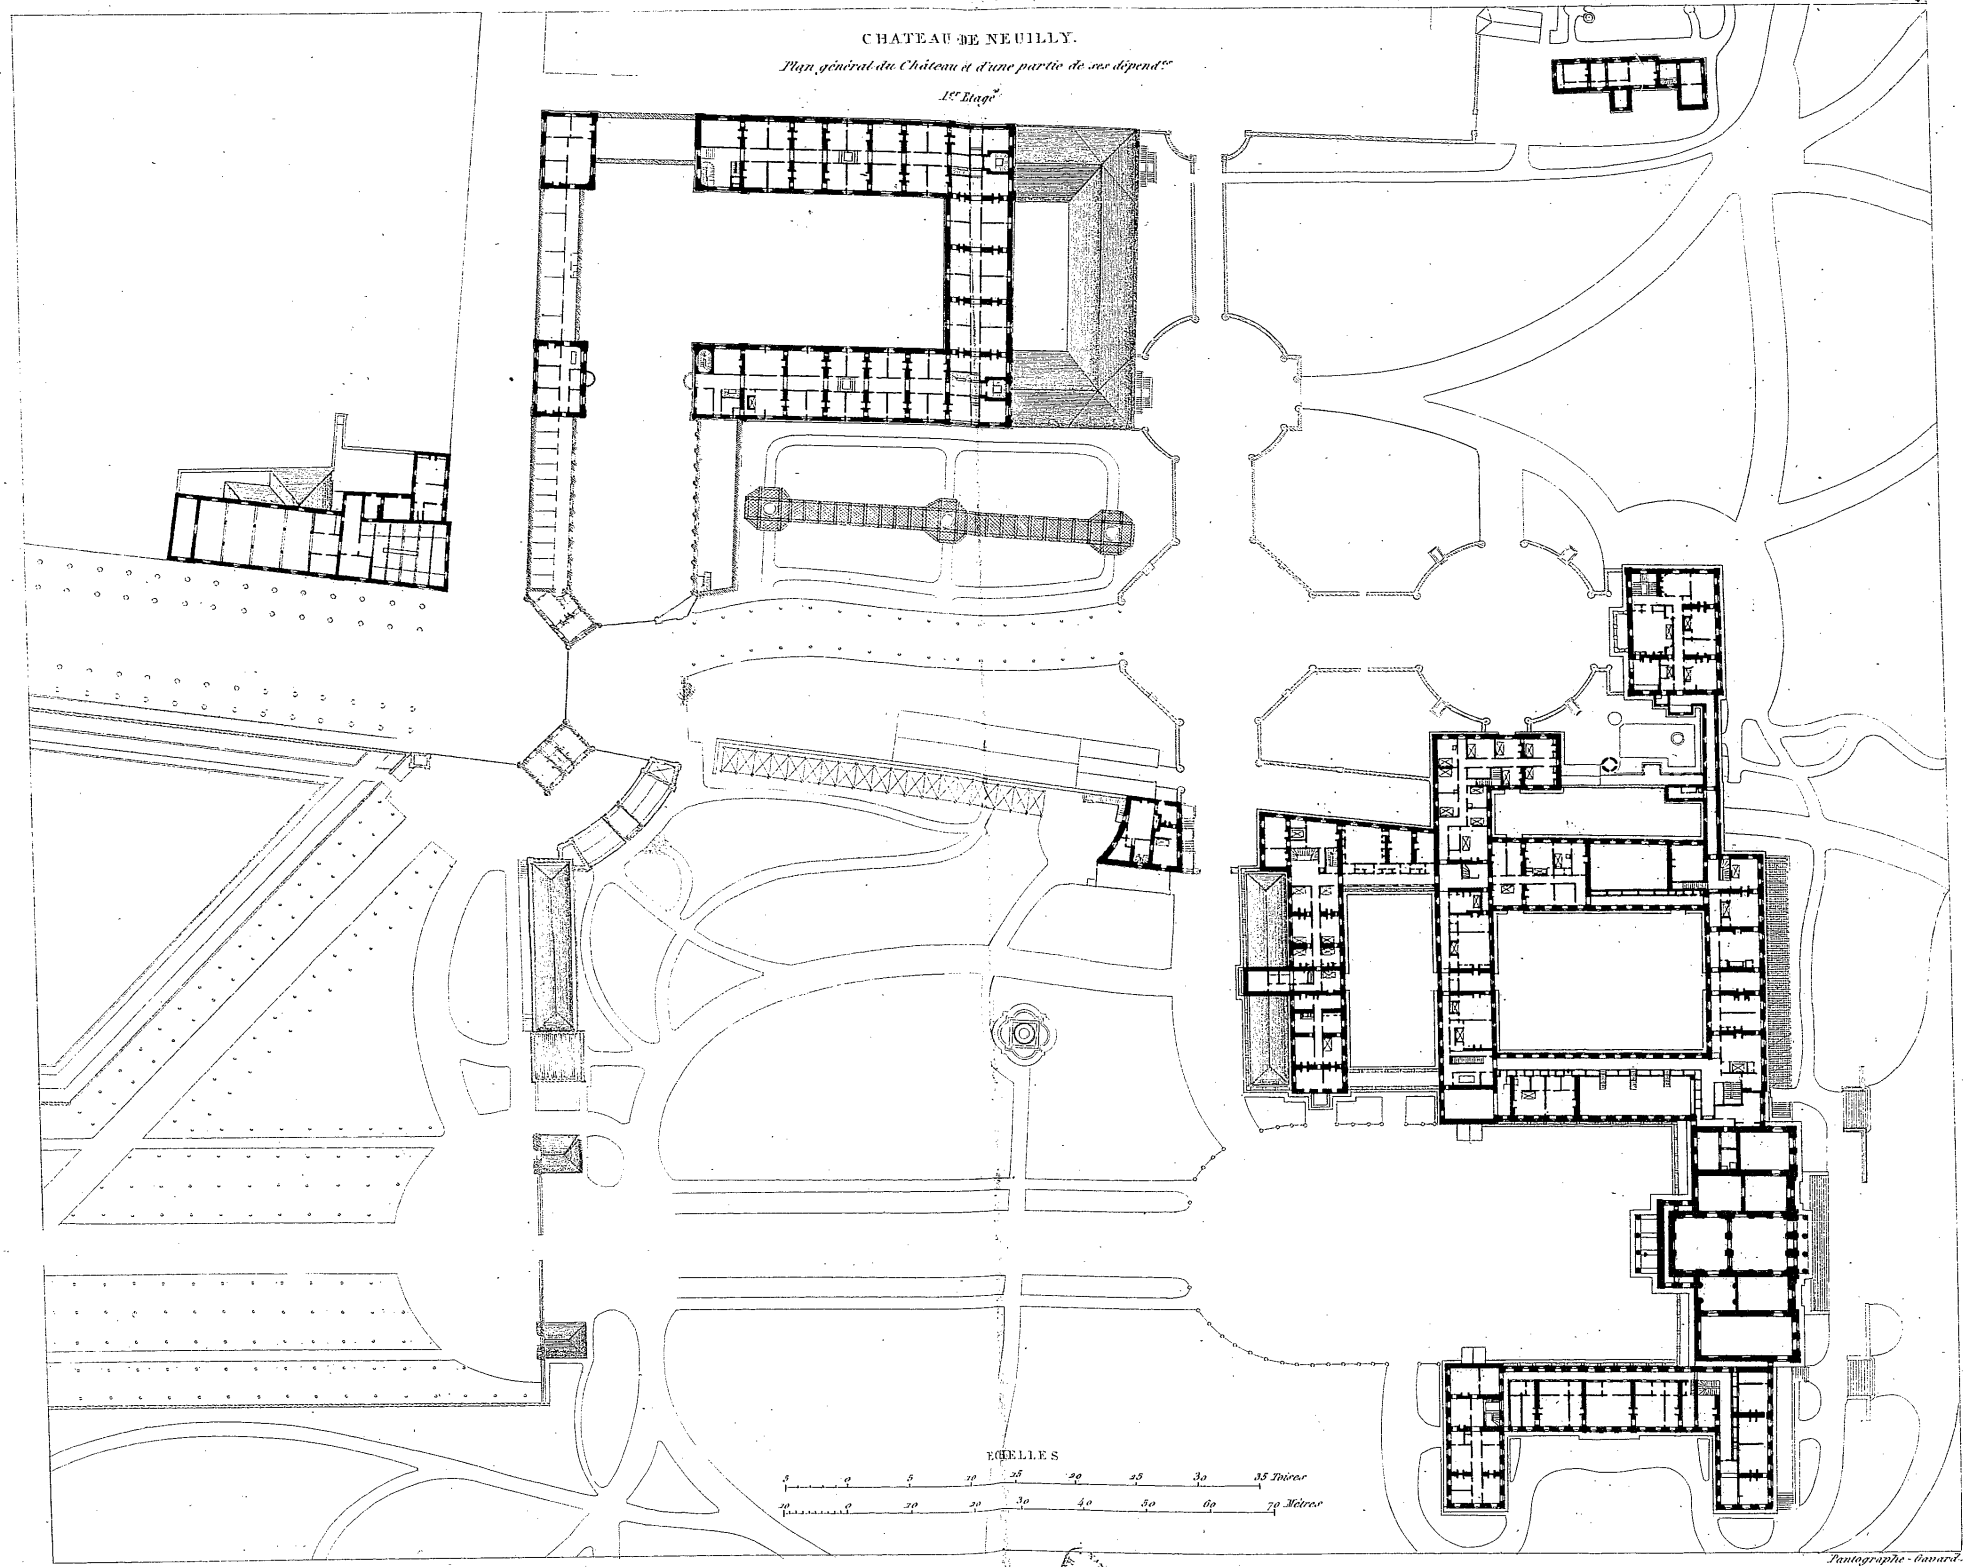 CHATEAU DE NEUILLY.
Plan général du Château et d'une partie de ses dépend.ces
1.er Etage
ECHELLES
5 0 5 10 15 20 25 30 35 Toises
10 0 10 20 30 40 50 60 70 Mètres
Pantographe - Gavard.